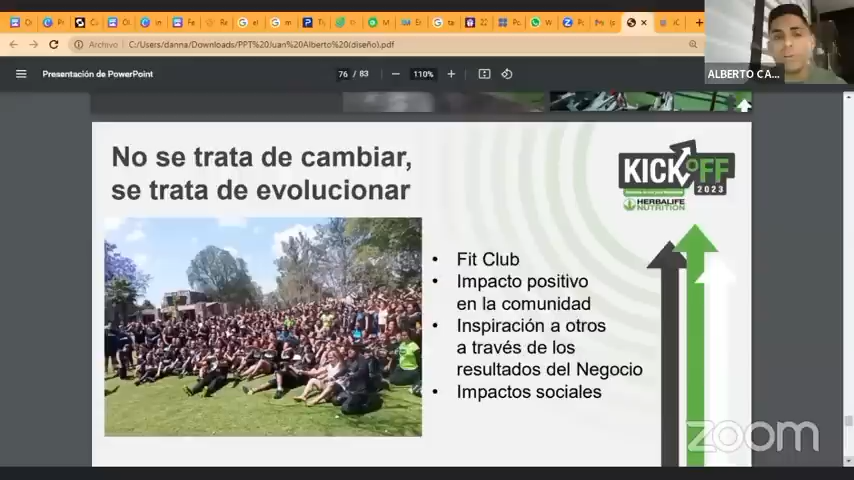 Archivo
C:/Users/danna/Downloads/PPT%20Juan%20Alberto%20(diseño).pdf
Presentación de PowerPoint
76 / 83
110%
ALBERTO CA...
No se trata de cambiar,
se trata de evolucionar
KICKOFF
2023
HERBALIFE
NUTRITION
• Fit Club
• Impacto positivo
en la comunidad
• Inspiración a otros
a través de los
resultados del Negocio
• Impactos sociales
zoom